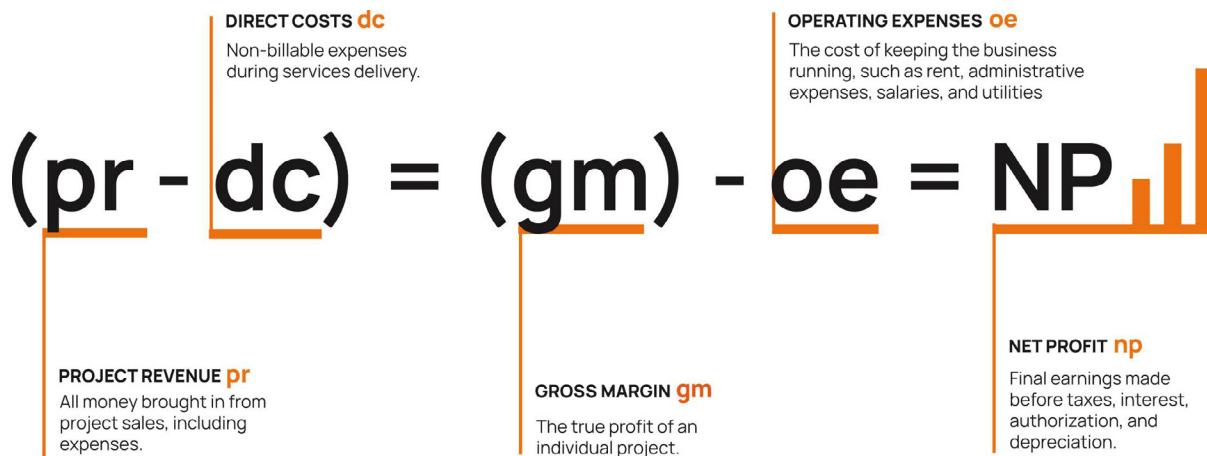 DIRECT COSTS dc
Non-billable expenses
during services delivery.
OPERATING EXPENSES oe
The cost of keeping the business
running, such as rent, administrative
expenses, salaries, and utilities
(pr - dc) = (gm) - oe = NP
PROJECT REVENUE pr
All money brought in from
project sales, including
expenses.
GROSS MARGIN gm
The true profit of an
individual project.
NET PROFIT np
Final earnings made
before taxes, interest,
authorization, and
depreciation.